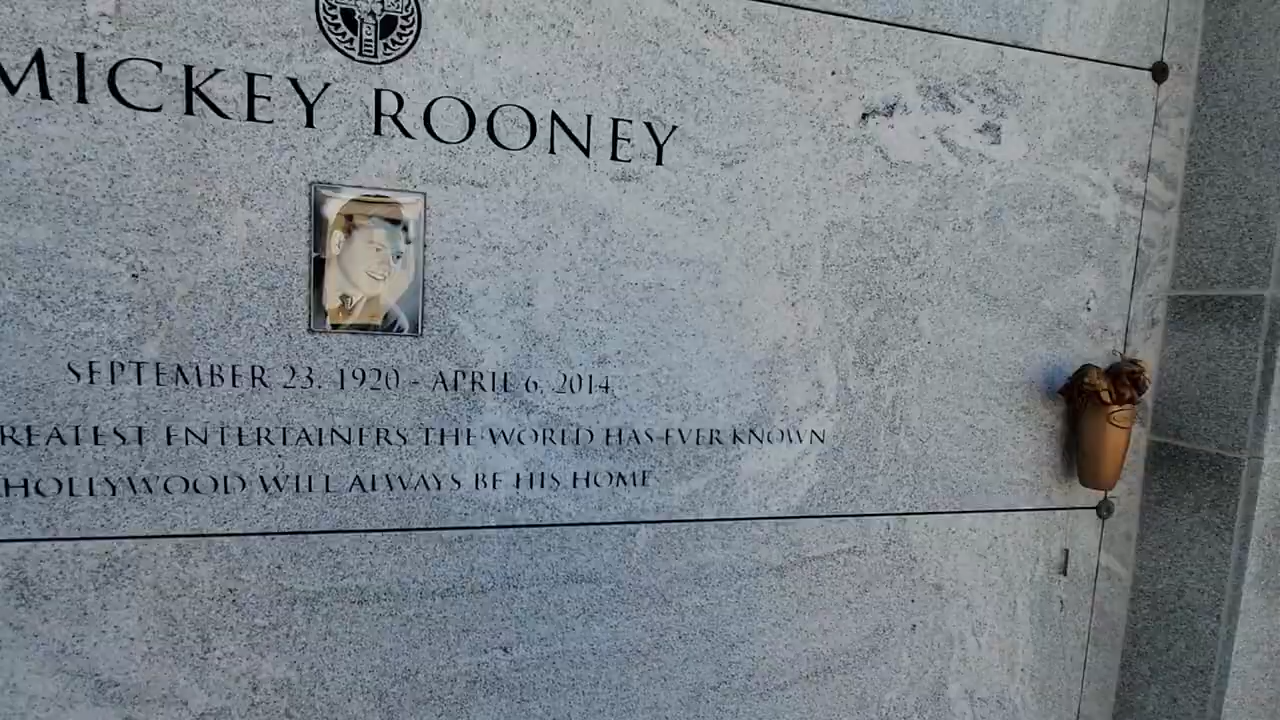 MICKEY ROONEY
SEPTEMBER 23, 1920 - APRIL 6, 2014
REATEST ENTERTAINERS THE WORLD HAS EVER KNOWN
HOLLYWOOD WILL ALWAYS BE HIS HOME